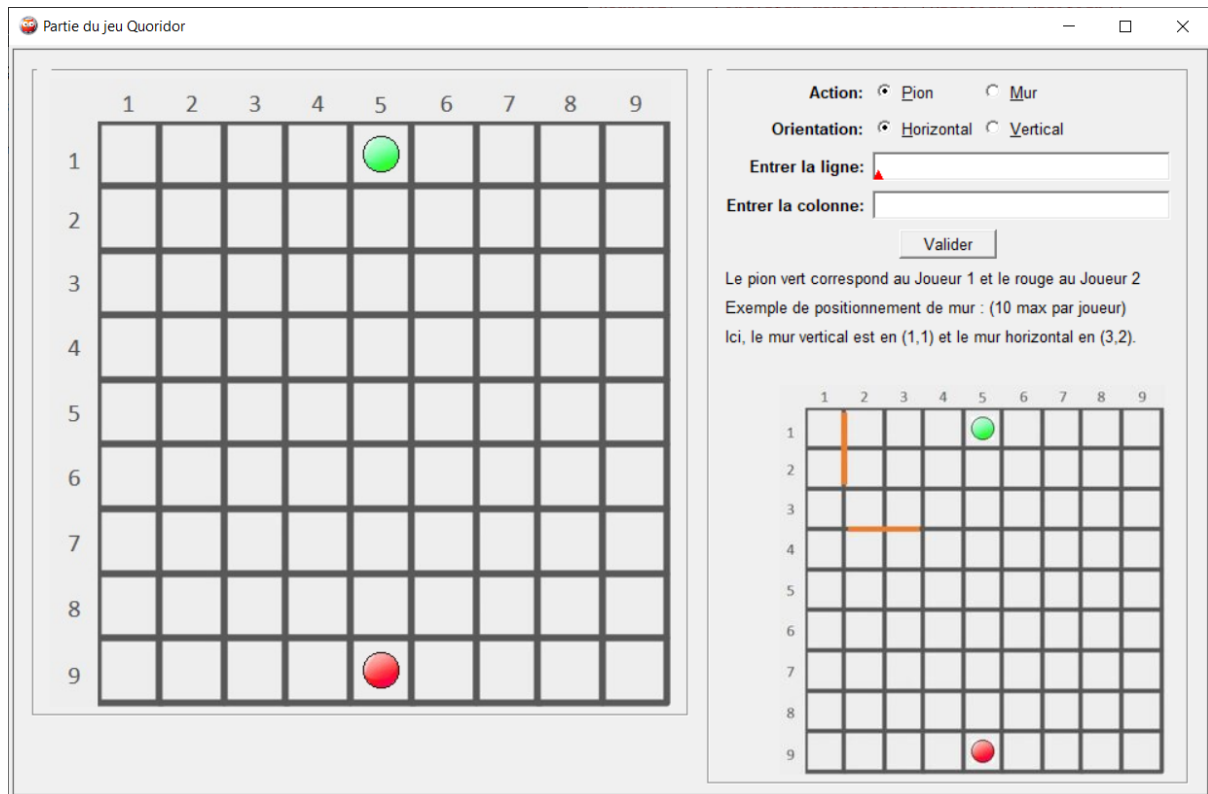 Partie du jeu Quoridor
1 2 3 4 5 6 7 8 9
1
2
3
4
5
6
7
8
9
Action: Pion Mur
Orientation: Horizontal Vertical
Entrer la ligne:
Entrer la colonne:
Valider
Le pion vert correspond au Joueur 1 et le rouge au Joueur 2
Exemple de positionnement de mur : (10 max par joueur)
Ici, le mur vertical est en (1,1) et le mur horizontal en (3,2).
1 2 3 4 5 6 7 8 9
1
2
3
4
5
6
7
8
9